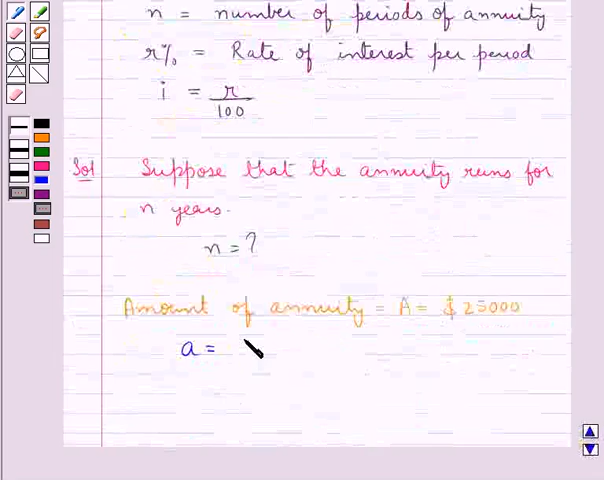 n = number of periods of annuity
r% = Rate of interest per period
i = r/100
Sol Suppose that the annuity runs for
n years.
n = ?
Amount of annuity = A = $ 25000
a =